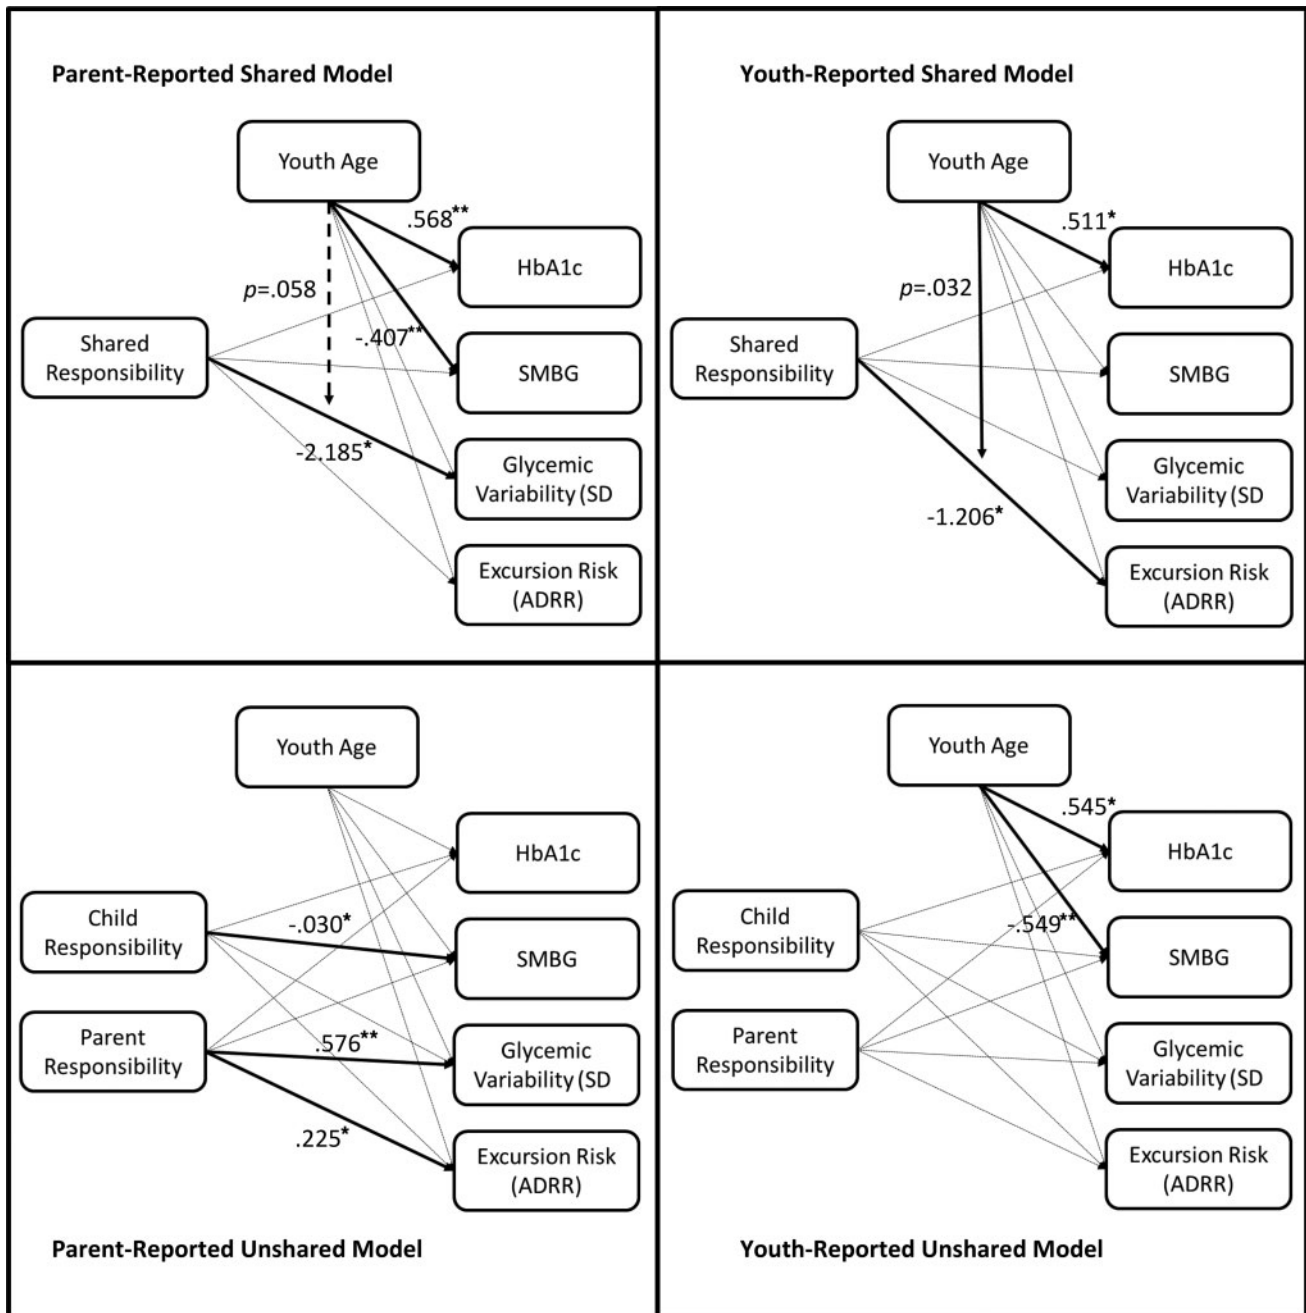 Parent-Reported Shared Model
Youth Age
.568**
HbA1c
p=.058
-.407**
Shared
Responsibility
SMBG
-2.185*
Glycemic
Variability (SD
Excursion Risk
(ADRR)
Youth-Reported Shared Model
Youth Age
.511*
HbA1c
p=.032
Shared
Responsibility
SMBG
Glycemic
Variability (SD
-1.206*
Excursion Risk
(ADRR)
Youth Age
HbA1c
Child
Responsibility
-.030*
SMBG
Parent
Responsibility
.576**
Glycemic
Variability (SD
.225*
Excursion Risk
(ADRR)
Parent-Reported Unshared Model
Youth Age
.545*
HbA1c
Child
Responsibility
-.549**
SMBG
Parent
Responsibility
Glycemic
Variability (SD
Excursion Risk
(ADRR)
Youth-Reported Unshared Model